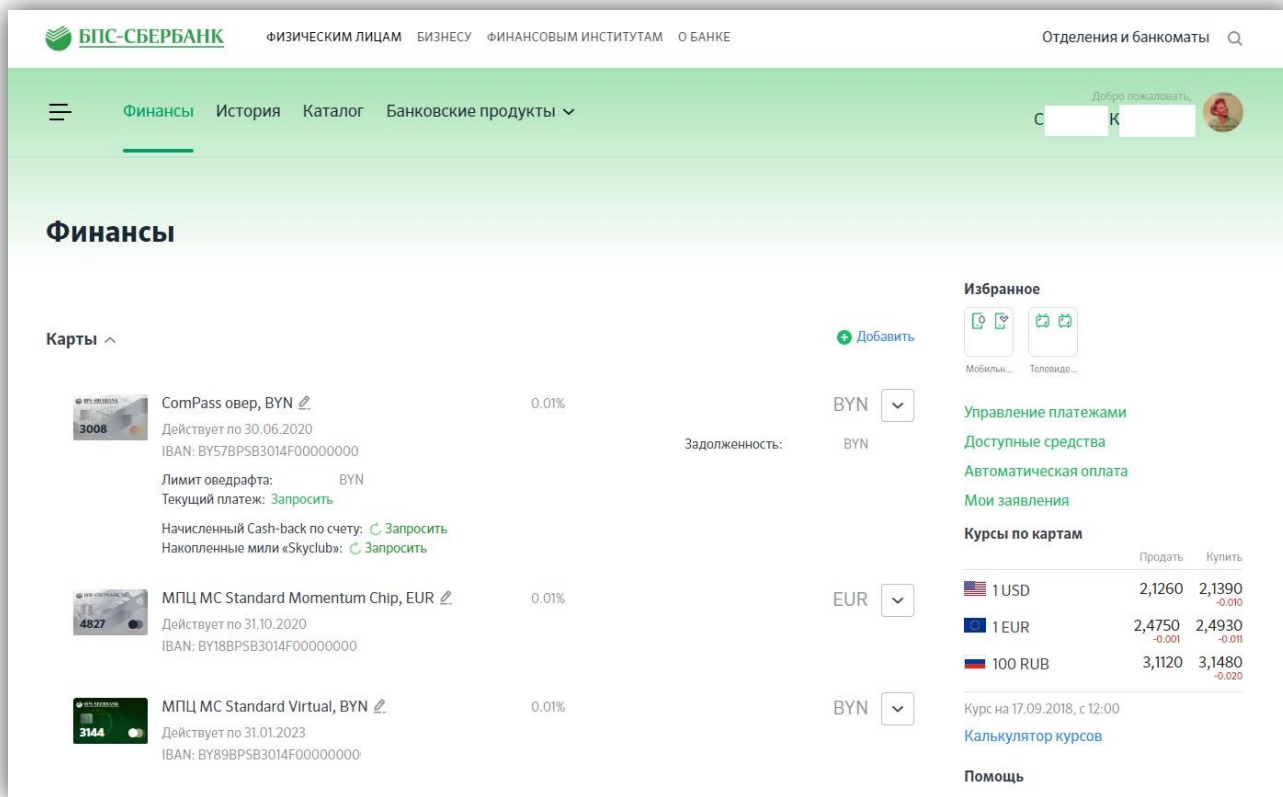 БПС-СБЕРБАНК ФИЗИЧЕСКИМ ЛИЦАМ БИЗНЕСУ ФИНАНСОВЫМ ИНСТИТУТАМ О БАНКЕ Отделения и банкоматы
Финансы История Каталог Банковские продукты
Добро пожаловать,
С К
Финансы
Карты
Добавить
3008
ComPass овер, BYN 0.01% BYN
Действует по 30.06.2020
IBAN: BY57BPSB3014F00000000
Задолженность: BYN
Лимит оведрафта: BYN
Текущий платеж: Запросить
Начисленный Cash-back по счету: Запросить
Накопленные мили «Skyclub»: Запросить
4827
МПЦ MC Standard Momentum Chip, EUR 0.01% EUR
Действует по 31.10.2020
IBAN: BY18BPSB3014F00000000
3144
МПЦ MC Standard Virtual, BYN 0.01% BYN
Действует по 31.01.2023
IBAN: BY89BPSB3014F00000000
Избранное
Мобильн... Телевиде...
Управление платежами
Доступные средства
Автоматическая оплата
Мои заявления
Курсы по картам
Продать Купить
1 USD 2,1260 2,1390
-0.010
1 EUR 2,4750 2,4930
-0.001 -0.011
100 RUB 3,1120 3,1480
-0.020
Курс на 17.09.2018, с 12:00
Калькулятор курсов
Помощь